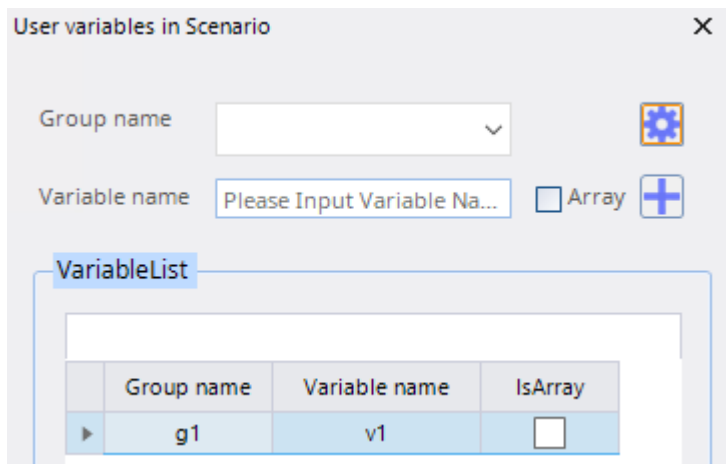 User variables in Scenario
Group name
Variable name Please Input Variable Na... Array
VariableList
Group name Variable name IsArray
g1 v1